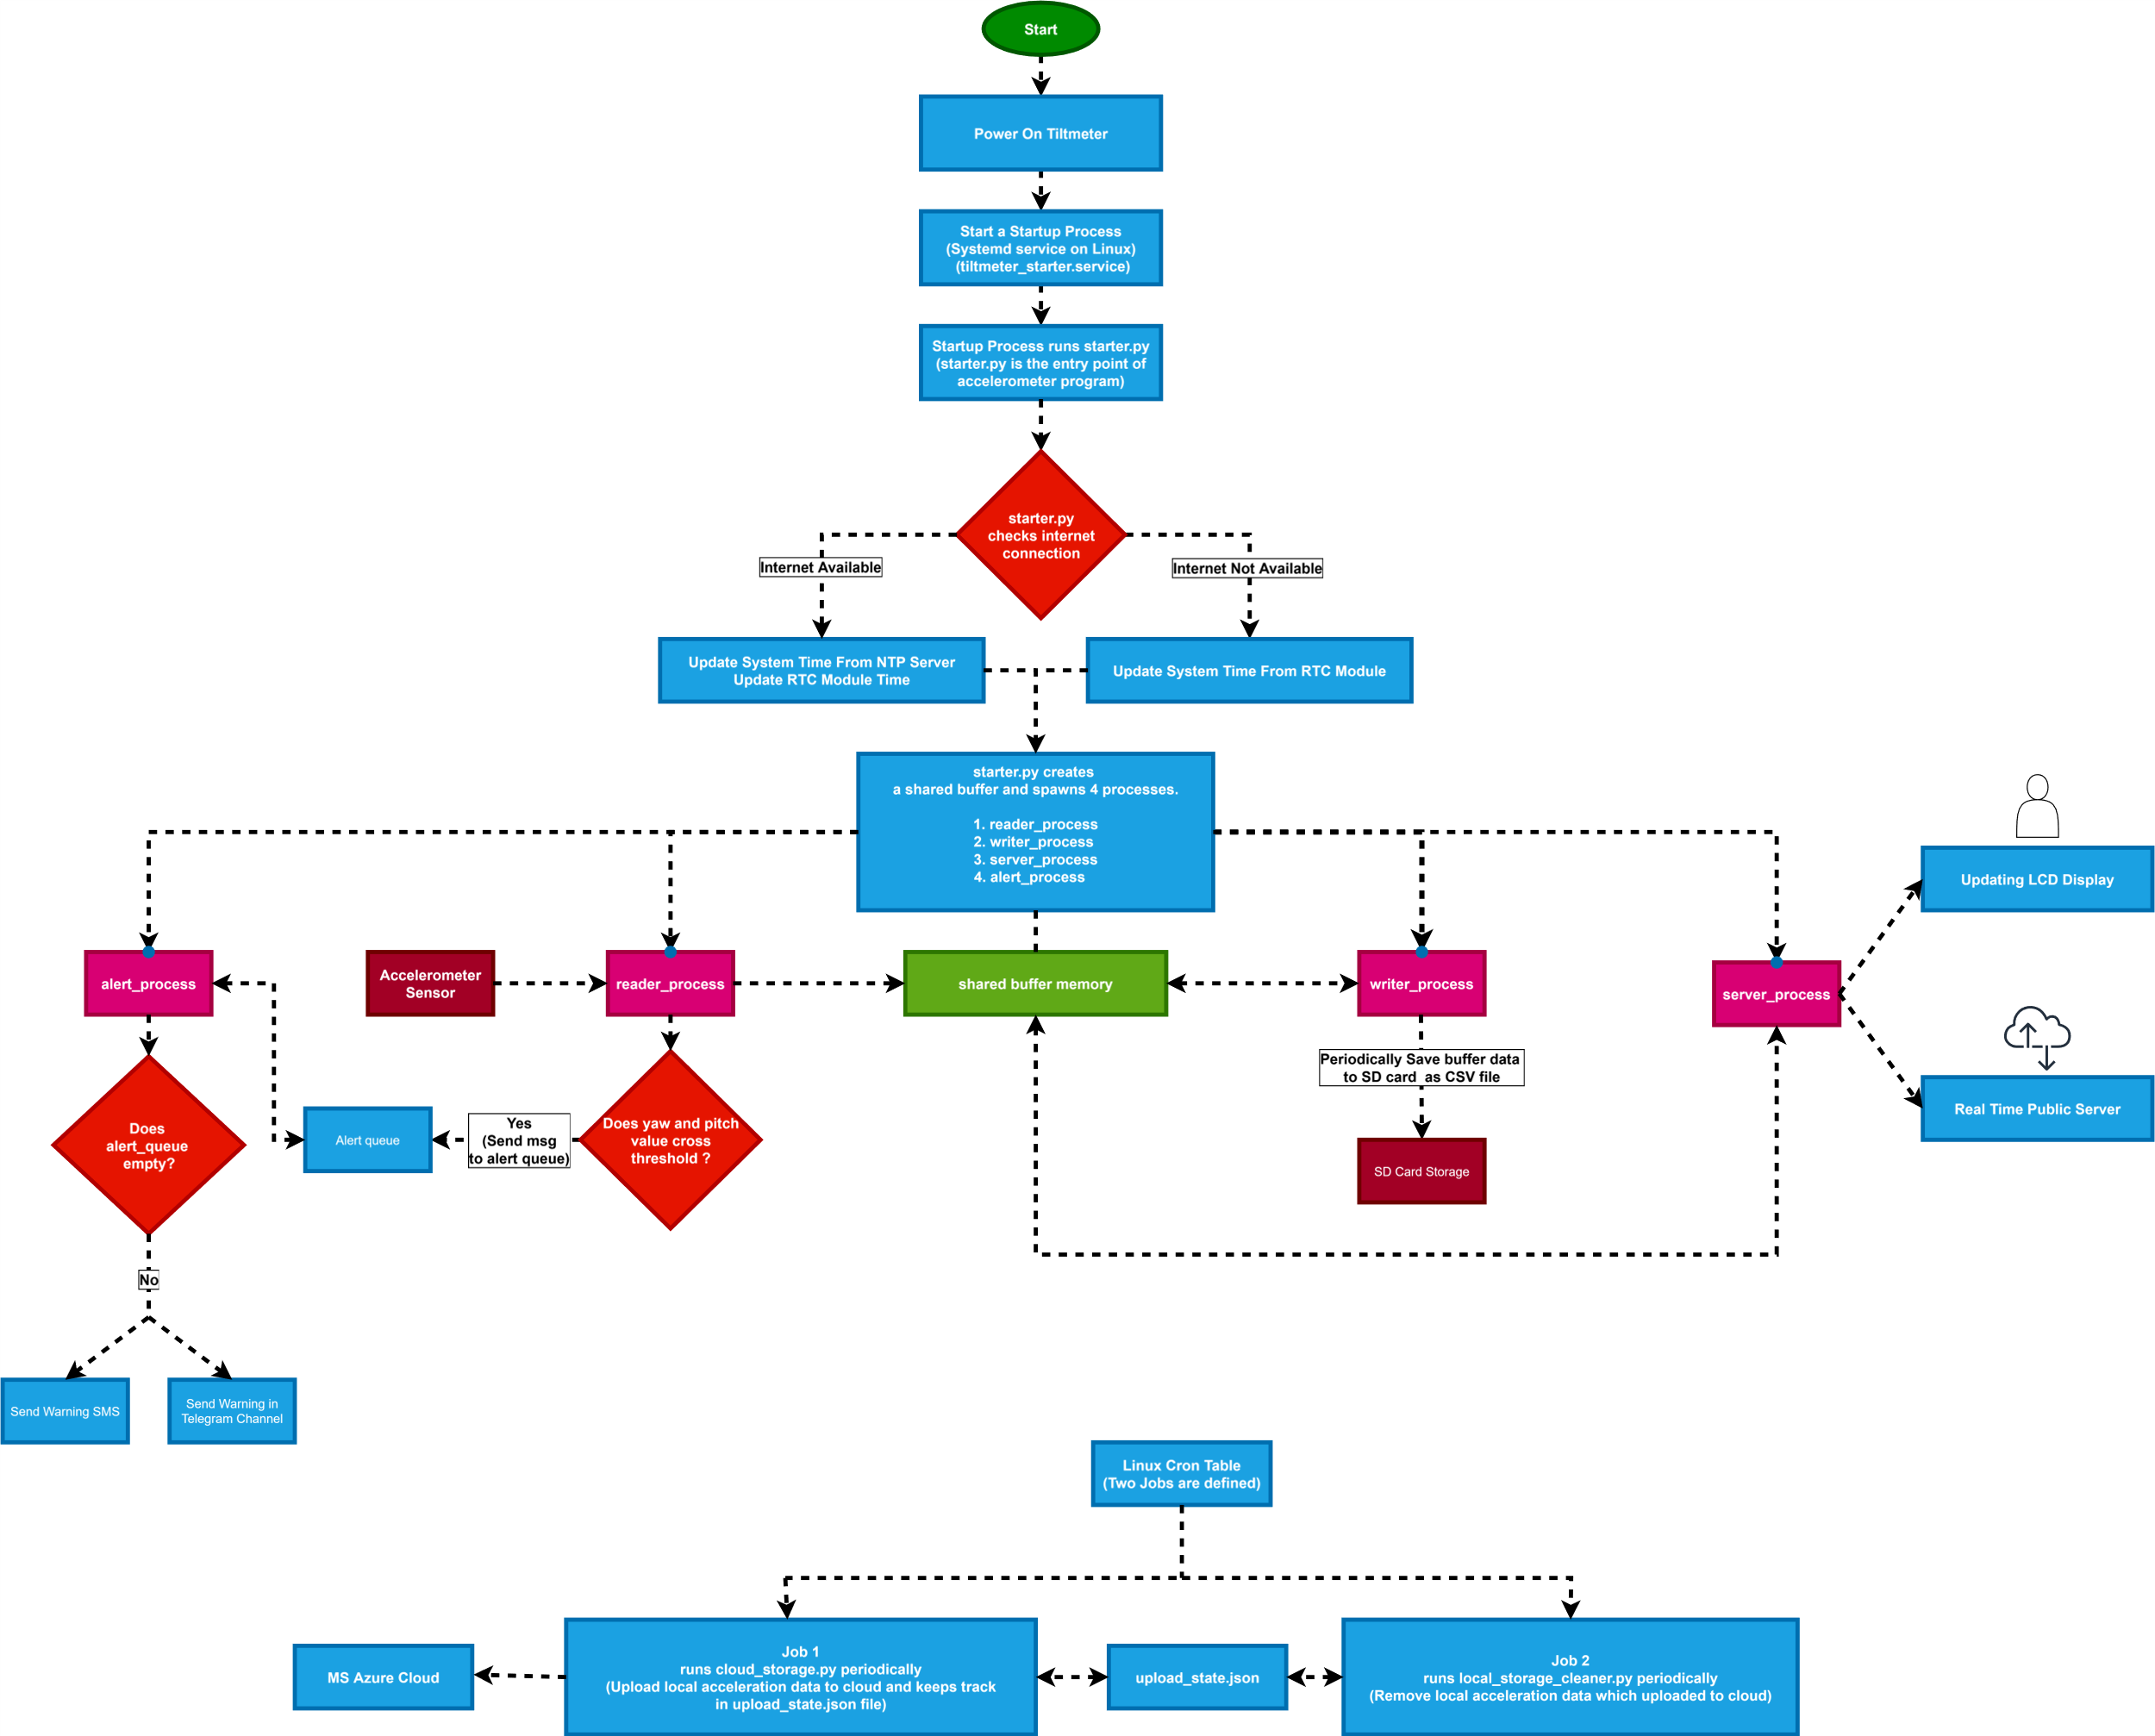 Start
Power On Tiltmeter
Start a Startup Process
(Systemd service on Linux)
(tiltmeter_starter.service)
Startup Process runs starter.py
(starter.py is the entry point of
accelerometer program)
starter.py
checks internet
connection
Internet Available
Internet Not Available
Update System Time From NTP Server
Update RTC Module Time
Update System Time From RTC Module
starter.py creates
a shared buffer and spawns 4 processes.
1. reader_process
2. writer_process
3. server_process
4. alert_process
Updating LCD Display
alert_process
Accelerometer
Sensor
reader_process
shared buffer memory
writer_process
server_process
Periodically Save buffer data
to SD card as CSV file
Real Time Public Server
Does
alert_queue
empty?
Alert queue
Yes
(Send msg
to alert queue)
Does yaw and pitch
value cross
threshold ?
SD Card Storage
No
Send Warning SMS
Send Warning in
Telegram Channel
Linux Cron Table
(Two Jobs are defined)
MS Azure Cloud
Job 1
runs cloud_storage.py periodically
(Upload local acceleration data to cloud and keeps track
in upload_state.json file)
upload_state.json
Job 2
runs local_storage_cleaner.py periodically
(Remove local acceleration data which uploaded to cloud)